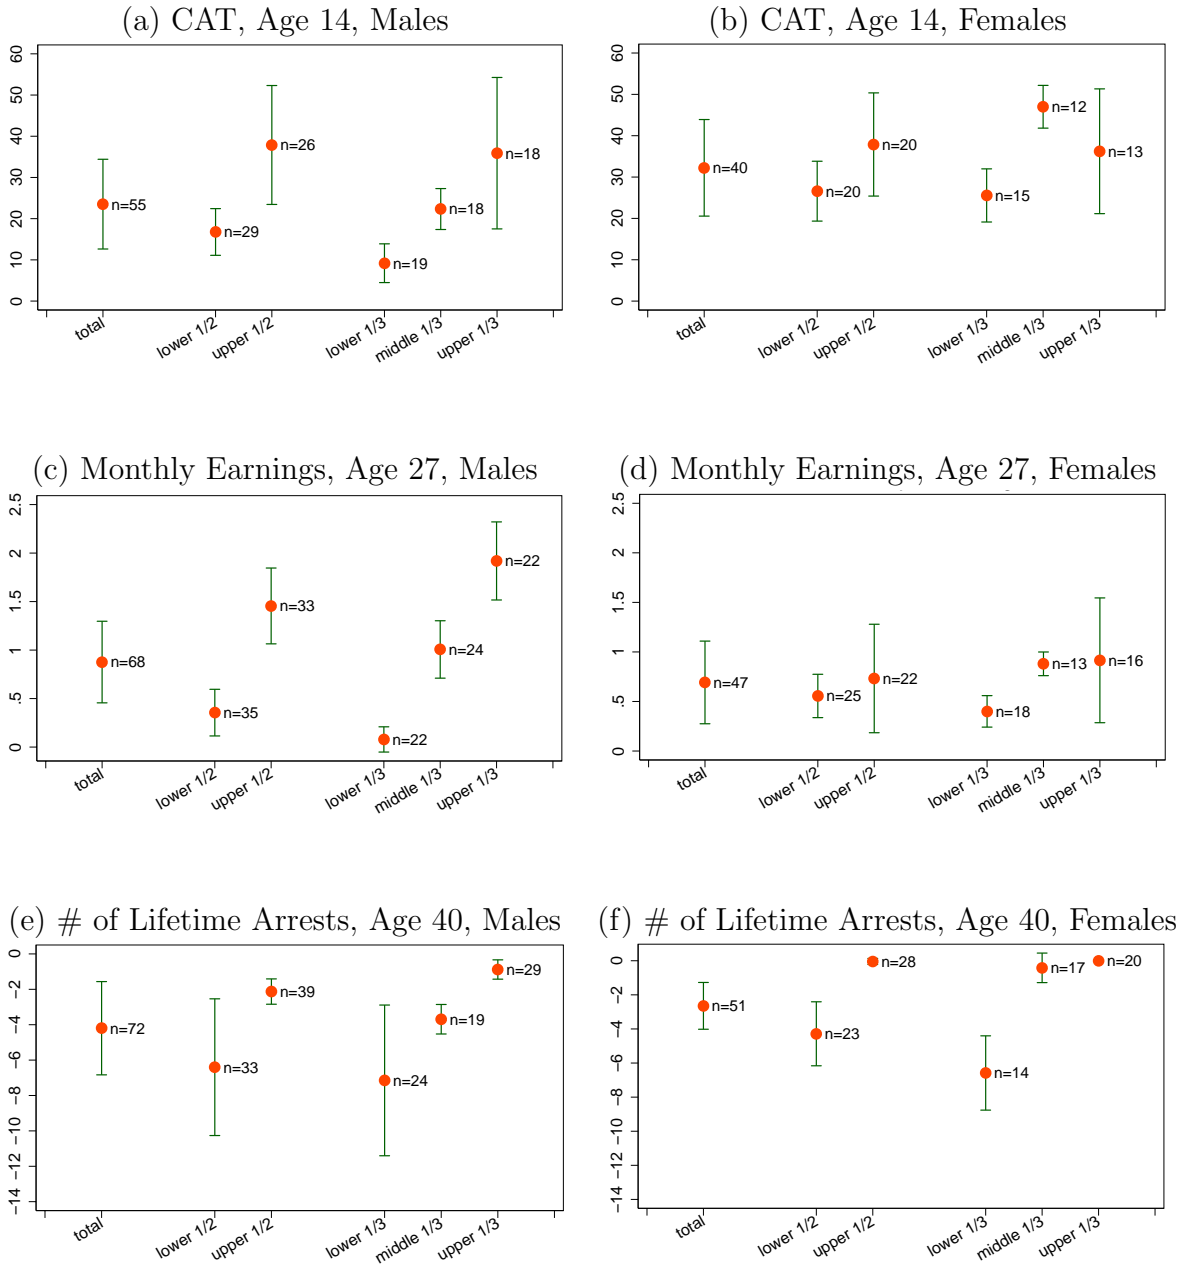 (a) CAT, Age 14, Males
60
50
40
30
20
10
0
n=55
n=29
n=26
n=19
n=18
n=18
total
lower 1/2
upper 1/2
lower 1/3
middle 1/3
upper 1/3
(b) CAT, Age 14, Females
60
50
40
30
20
10
0
n=40
n=20
n=20
n=15
n=12
n=13
total
lower 1/2
upper 1/2
lower 1/3
middle 1/3
upper 1/3
(c) Monthly Earnings, Age 27, Males
2.5
2
1.5
1
.5
0
n=68
n=35
n=33
n=22
n=24
n=22
total
lower 1/2
upper 1/2
lower 1/3
middle 1/3
upper 1/3
(d) Monthly Earnings, Age 27, Females
2.5
2
1.5
1
.5
0
n=47
n=25
n=22
n=18
n=13
n=16
total
lower 1/2
upper 1/2
lower 1/3
middle 1/3
upper 1/3
(e) # of Lifetime Arrests, Age 40, Males
0
−2
−4
−6
−8
−10
−12
−14
n=72
n=33
n=39
n=24
n=19
n=29
total
lower 1/2
upper 1/2
lower 1/3
middle 1/3
upper 1/3
(f) # of Lifetime Arrests, Age 40, Females
0
−2
−4
−6
−8
−10
−12
−14
n=51
n=23
n=28
n=14
n=17
n=20
total
lower 1/2
upper 1/2
lower 1/3
middle 1/3
upper 1/3